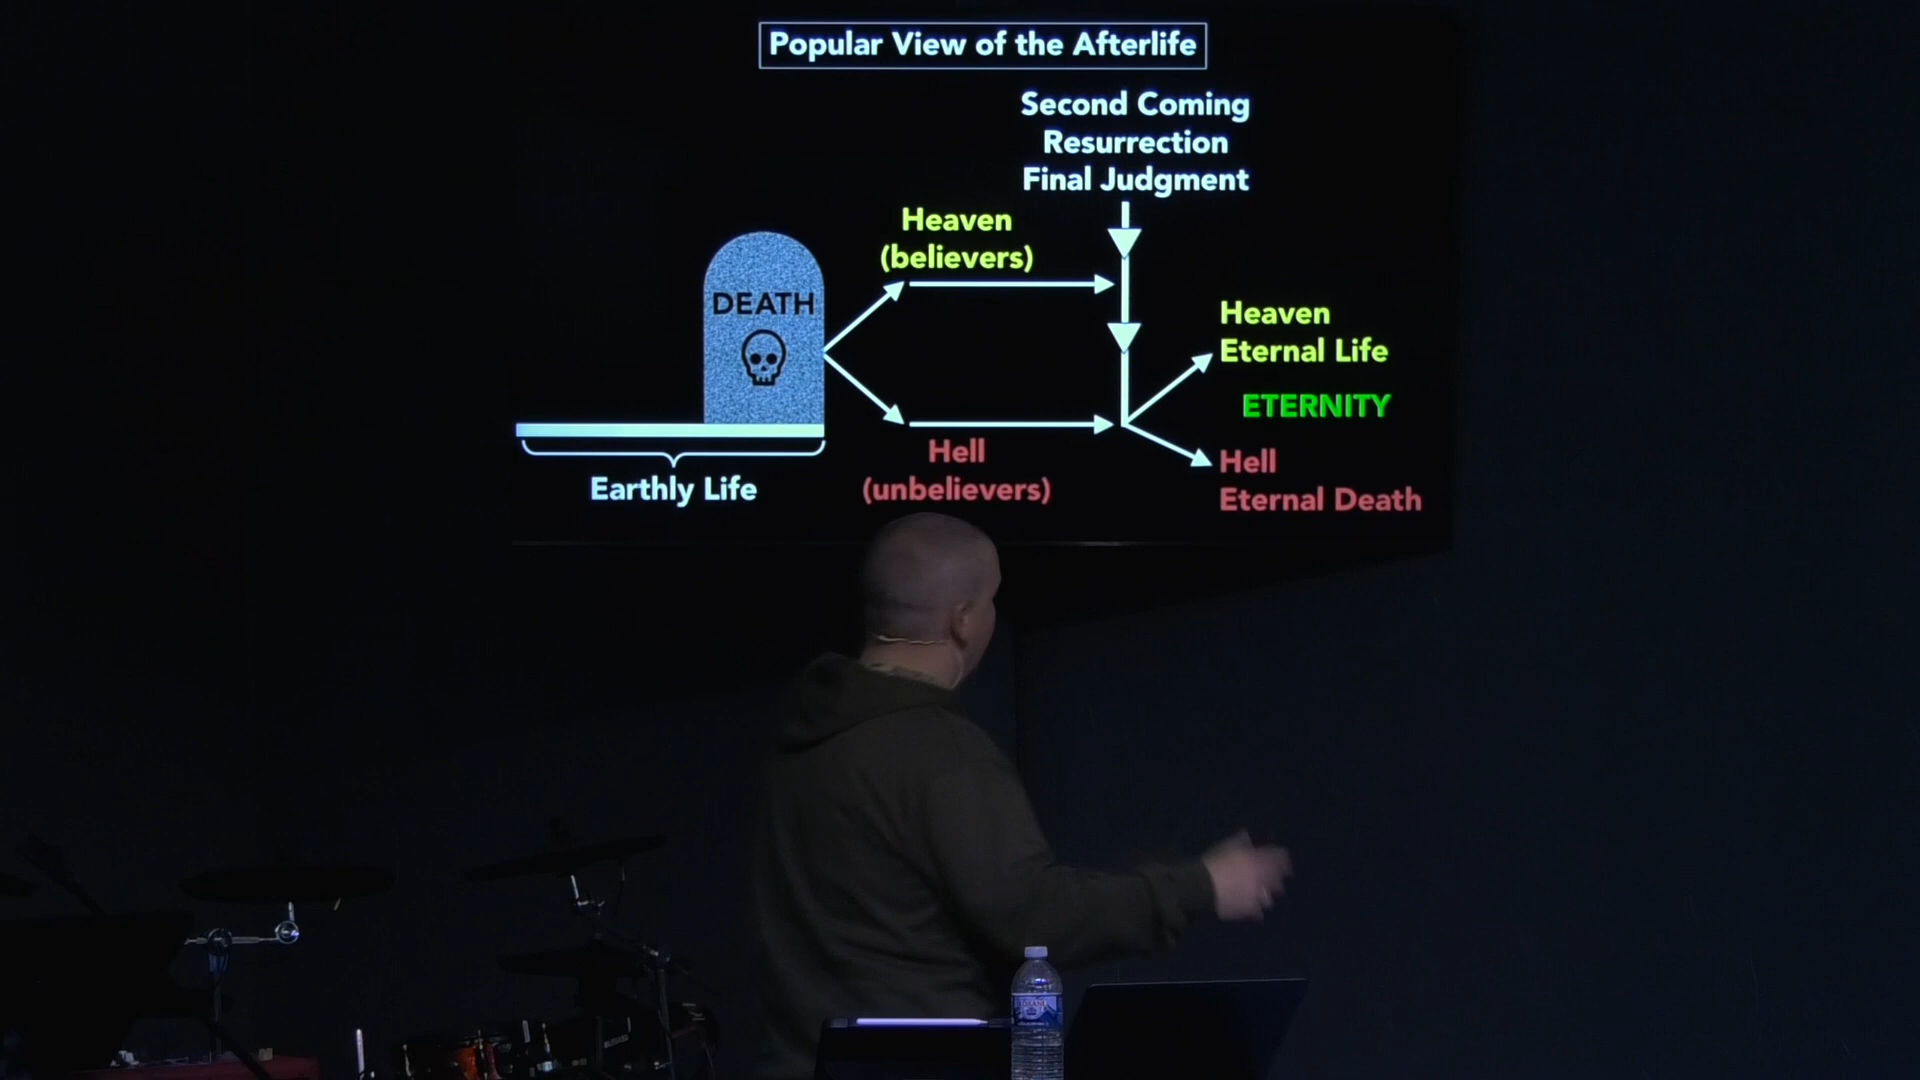 Popular View of the Afterlife
Second Coming
Resurrection
Final Judgment
Heaven
(believers)
DEATH
Heaven
Eternal Life
ETERNITY
Hell
(unbelievers)
Hell
Eternal Death
Earthly Life